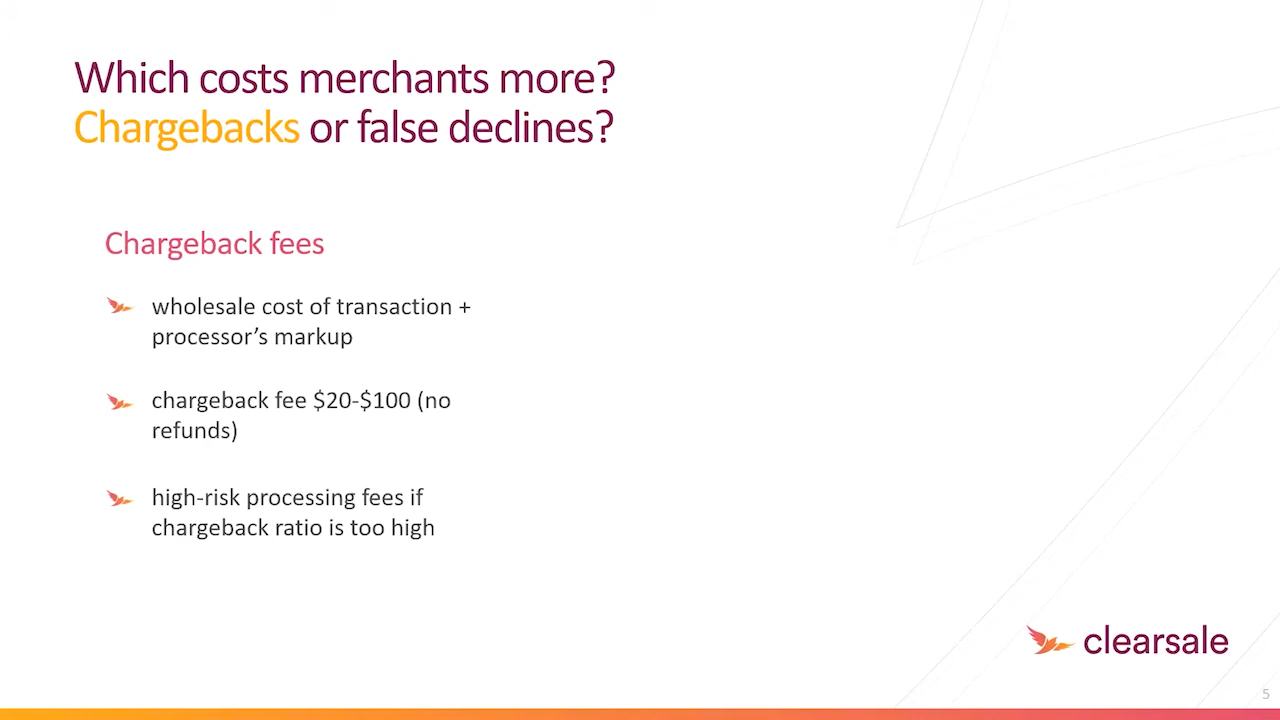 Which costs merchants more?
Chargebacks or false declines?
Chargeback fees
wholesale cost of transaction +
processor’s markup
chargeback fee $20-$100 (no
refunds)
high-risk processing fees if
chargeback ratio is too high
clearsale
5